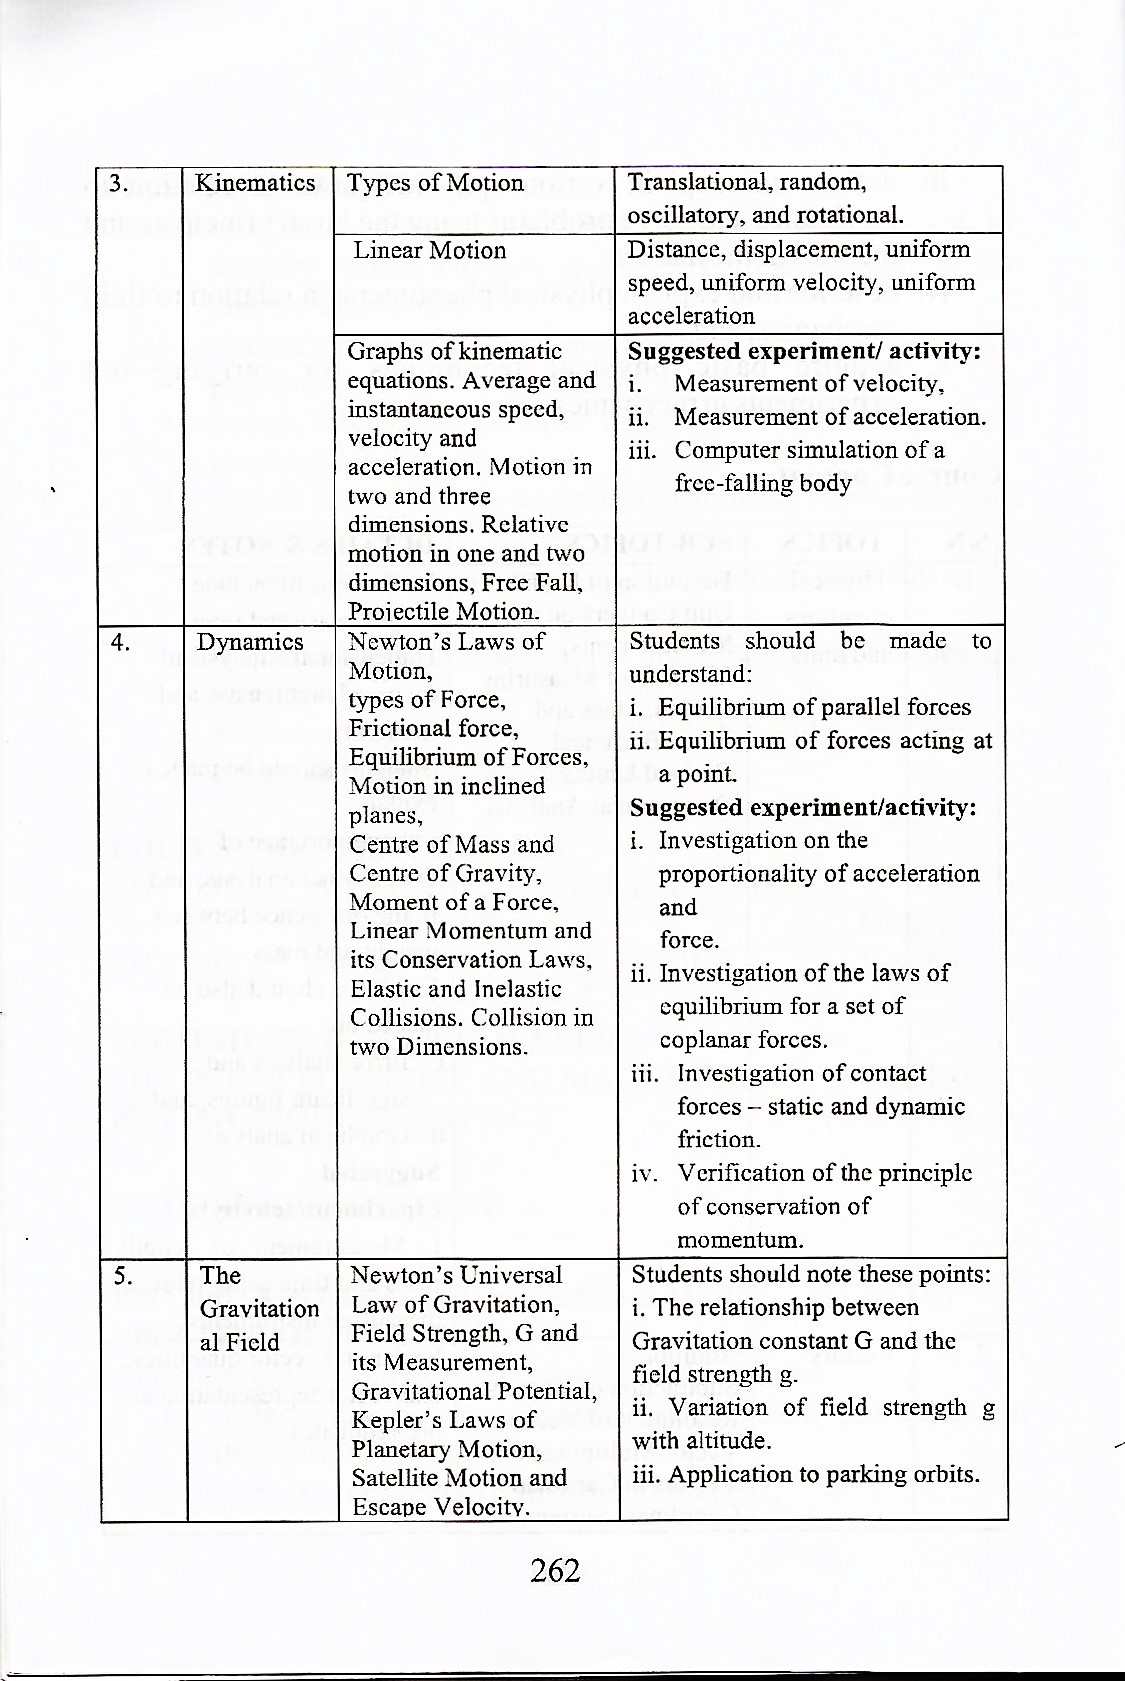 3.
Kinematics
Types of Motion
Translational, random,
oscillatory, and rotational.
Linear Motion
Distance, displacement, uniform
speed, uniform velocity, uniform
acceleration
Graphs of kinematic
equations. Average and
instantaneous speed,
velocity and
acceleration. Motion in
two and three
dimensions. Relative
motion in one and two
dimensions, Free Fall,
Projectile Motion.
Suggested experiment/ activity:
i. Measurement of velocity,
ii. Measurement of acceleration.
iii. Computer simulation of a
free-falling body
4.
Dynamics
Newton's Laws of
Motion,
types of Force,
Frictional force,
Equilibrium of Forces,
Motion in inclined
planes,
Centre of Mass and
Centre of Gravity,
Moment of a Force,
Linear Momentum and
its Conservation Laws,
Elastic and Inelastic
Collisions. Collision in
two Dimensions.
Students should be made to
understand:
i. Equilibrium of parallel forces
ii. Equilibrium of forces acting at
a point.
Suggested experiment/activity:
i. Investigation on the
proportionality of acceleration
and
force.
ii. Investigation of the laws of
equilibrium for a set of
coplanar forces.
iii. Investigation of contact
forces – static and dynamic
friction.
iv. Verification of the principle
of conservation of
momentum.
5.
The
Gravitation
al Field
Newton's Universal
Law of Gravitation,
Field Strength, G and
its Measurement,
Gravitational Potential,
Kepler's Laws of
Planetary Motion,
Satellite Motion and
Escape Velocity.
Students should note these points:
i. The relationship between
Gravitation constant G and the
field strength g.
ii. Variation of field strength g
with altitude.
iii. Application to parking orbits.
262